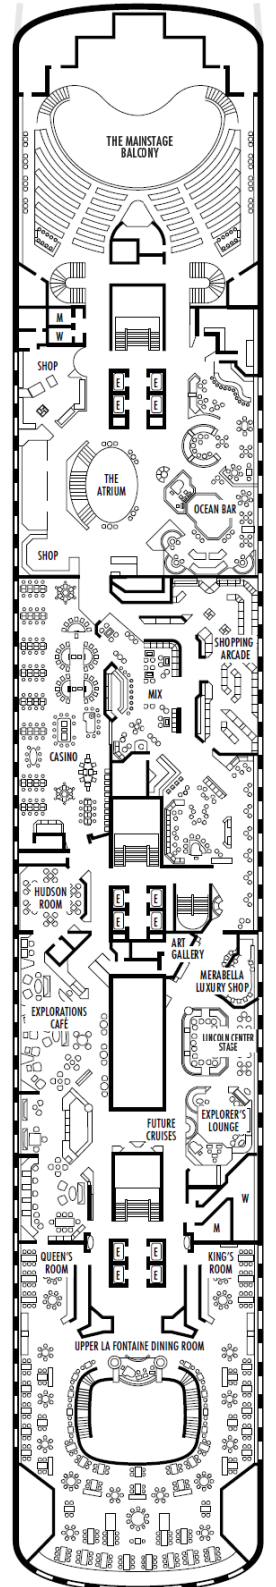 THE MAINSTAGE
BALCONY
M
W
SHOP
E E
E E
THE
ATRIUM
OCEAN BAR
SHOP
SHOPPING
ARCADE
MIX
CASINO
HUDSON
ROOM
E E
E E
ART
GALLERY
MERABELLA
LUXURY SHOP
EXPLORATIONS
CAFÉ
LINCOLN CENTER
STAGE
EXPLORER'S
LOUNGE
FUTURE
CRUISES
W
M
QUEEN'S
ROOM
E E
E E
KING'S
ROOM
UPPER LA FONTAINE DINING ROOM